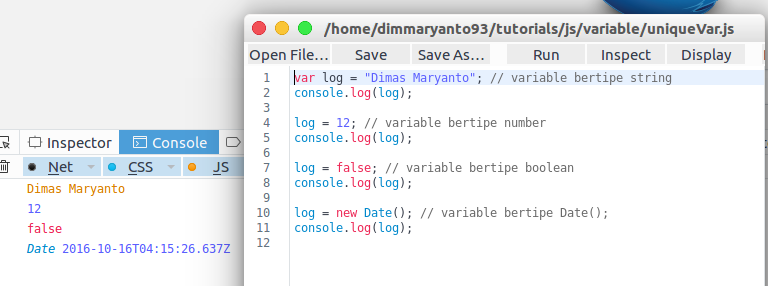 /home/dimmaryanto93/tutorials/js/variable/uniqueVar.js
Open File... Save Save As... Run Inspect Display
1 var log = "Dimas Maryanto"; // variable bertipe string
2 console.log(log);
3
4 log = 12; // variable bertipe number
5 console.log(log);
6
7 log = false; // variable bertipe boolean
8 console.log(log);
9
10 log = new Date(); // variable bertipe Date();
11 console.log(log);
12
Inspector Console
Net CSS JS
Dimas Maryanto
12
false
Date 2016-10-16T04:15:26.637Z